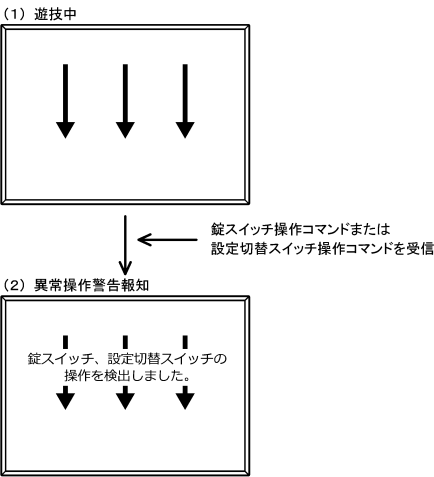 （1）遊技中
錠スイッチ操作コマンドまたは
設定切替スイッチ操作コマンドを受信
（2）異常操作警告報知
錠スイッチ、設定切替スイッチの
操作を検出しました。